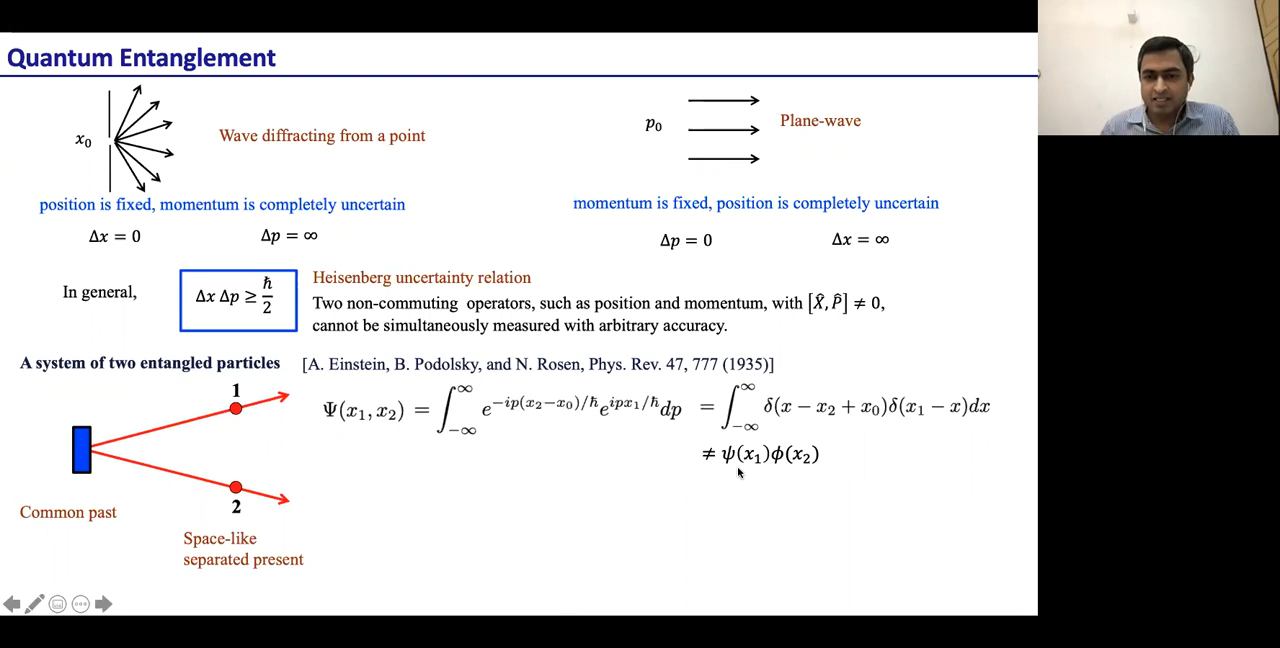 Quantum Entanglement
x₀
Wave diffracting from a point
p₀
Plane-wave
position is fixed, momentum is completely uncertain
momentum is fixed, position is completely uncertain
Δx = 0
Δp = ∞
Δp = 0
Δx = ∞
In general,
Δx Δp ≥ ħ/2
Heisenberg uncertainty relation
Two non-commuting operators, such as position and momentum, with [X̂, P̂] ≠ 0,
cannot be simultaneously measured with arbitrary accuracy.
A system of two entangled particles [A. Einstein, B. Podolsky, and N. Rosen, Phys. Rev. 47, 777 (1935)]
1
Ψ(x₁, x₂) = ∫_{-∞}^{∞} e^{-ip(x₂-x₀)/ħ} e^{ipx₁/ħ} dp = ∫_{-∞}^{∞} δ(x − x₂ + x₀)δ(x₁ − x)dx
≠ ψ(x₁)ϕ(x₂)
2
Common past
Space-like
separated present